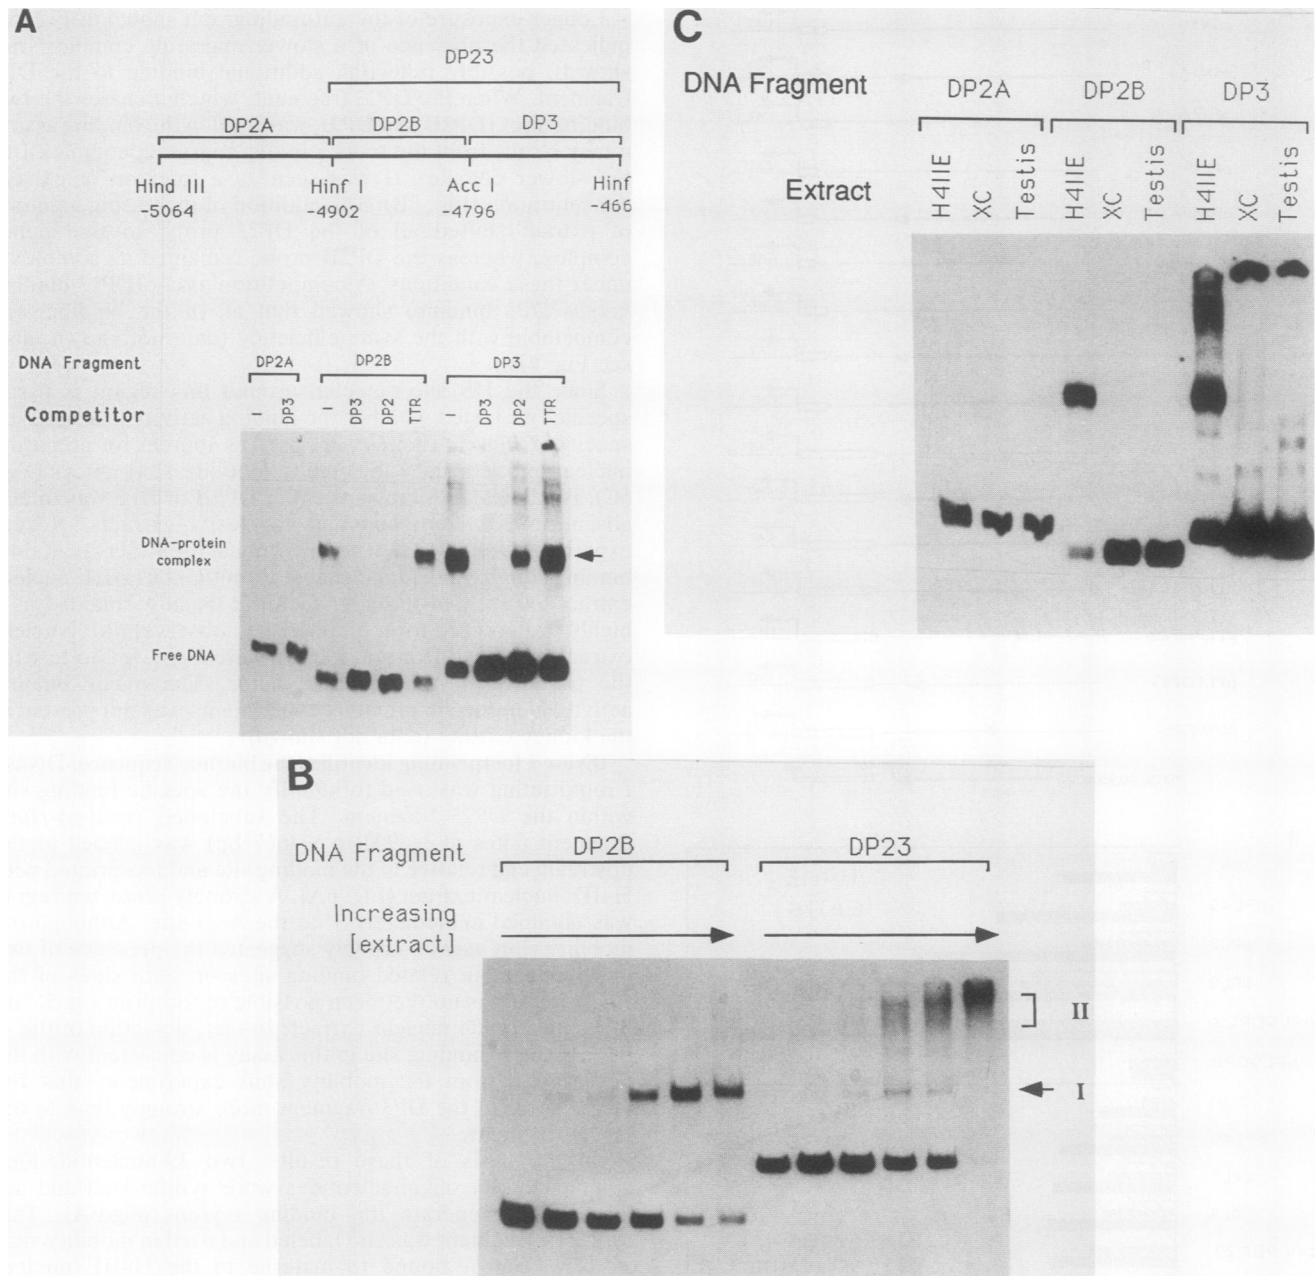 A
DP23
DP2A DP2B DP3
Hind III Hinf I Acc I Hinf
-5064 -4902 -4796 -466
DNA Fragment DP2A DP2B DP3
Competitor – DP3 – DP3 DP2 TTR – DP3 DP2 TTR
DNA-protein
complex
Free DNA
C
DNA Fragment DP2A DP2B DP3
Extract H4IIE XC Testis H4IIE XC Testis H4IIE XC Testis
B
DNA Fragment DP2B DP23
Increasing
[extract]
II
I